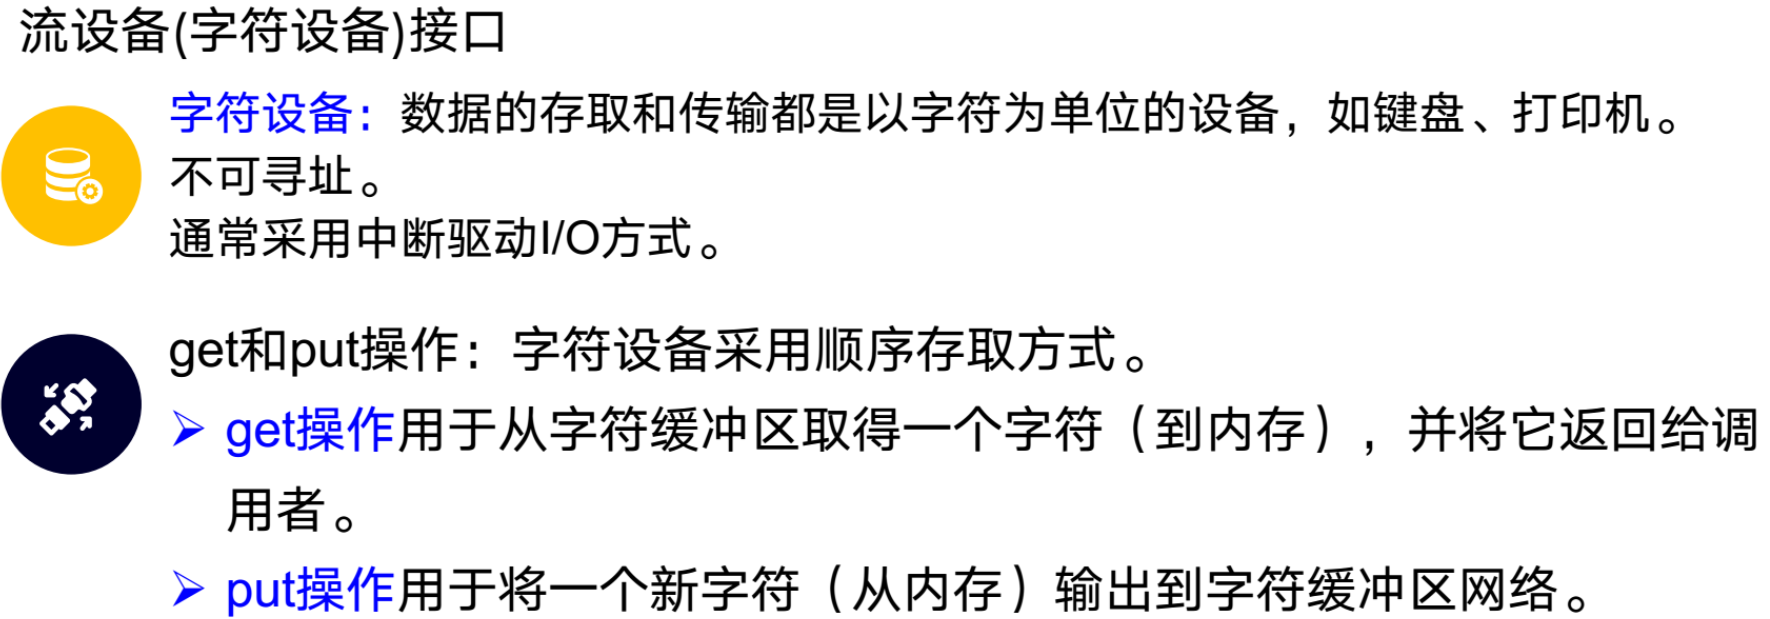 流设备(字符设备)接口
字符设备：数据的存取和传输都是以字符为单位的设备，如键盘、打印机。
不可寻址。
通常采用中断驱动I/O方式。
get和put操作：字符设备采用顺序存取方式。
➢ get操作用于从字符缓冲区取得一个字符（到内存），并将它返回给调
用者。
➢ put操作用于将一个新字符（从内存）输出到字符缓冲区网络。